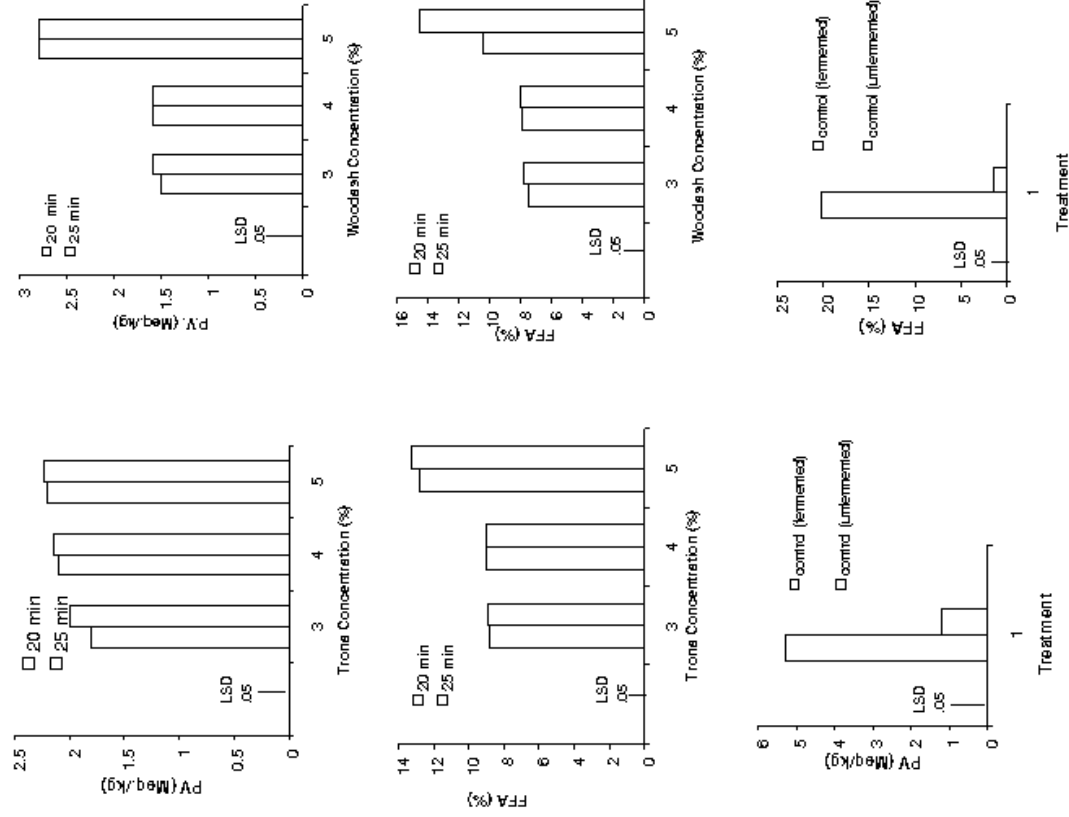 2.5
2
1.5
1
0.5
0
PV (Meq./kg)
20 min
25 min
LSD
.05
3
4
5
Trona Concentration (%)
3
2.5
2
1.5
1
0.5
0
P.V. (Meq./kg)
20 min
25 min
LSD
.05
3
4
5
Woodash Concentration (%)
14
12
10
8
6
4
2
0
FFA (%)
20 min
25 min
LSD
.05
3
4
5
Trona Concentration (%)
16
14
12
10
8
6
4
2
0
FFA (%)
20 min
25 min
LSD
.05
3
4
5
Woodash Concentration (%)
6
5
4
3
2
1
0
PV (Meq/kg)
control (fermented)
control (unfermented)
LSD
.05
1
Treatment
25
20
15
10
5
0
FFA
(%)
control (fermented)
control (unfermented)
LSD
.05
1
Treatment